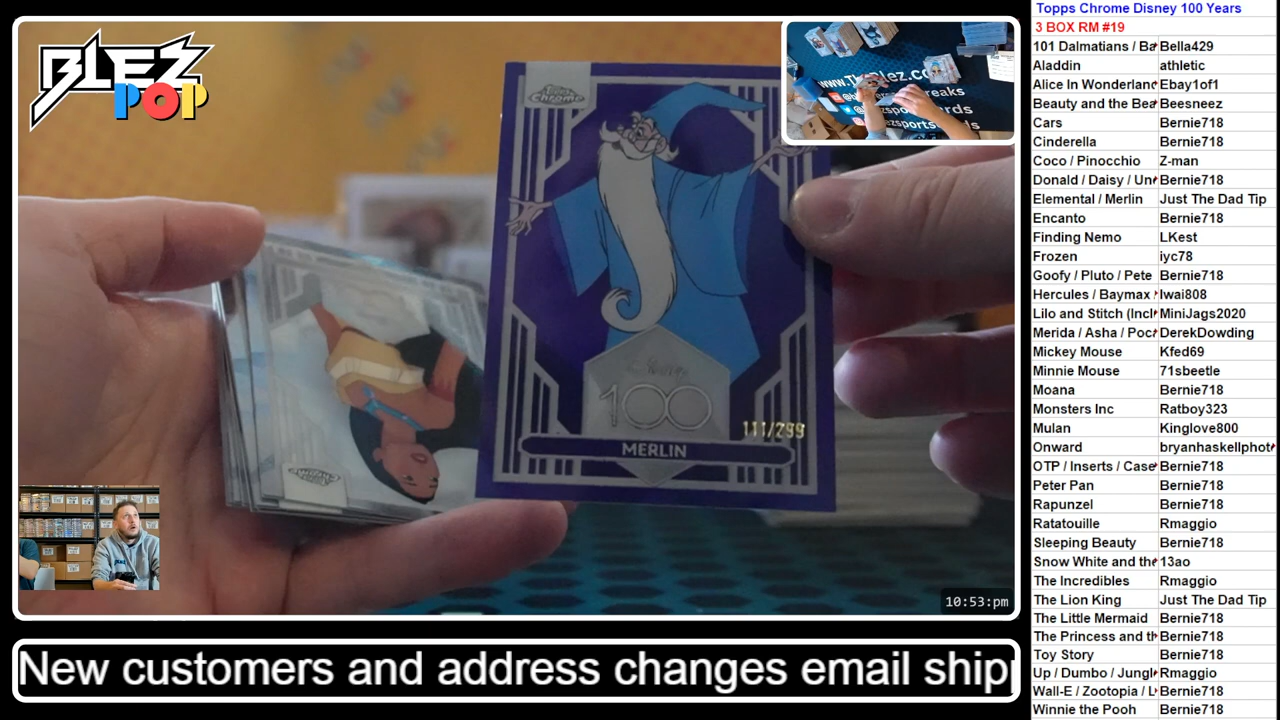 BLEZ
POP
Topps
Chrome
100
111/299
MERLIN
10:53:pm
New customers and address changes email ship
Topps Chrome Disney 100 Years
3 BOX RM #19
101 Dalmatians / Ba Bella429
Aladdin athletic
Alice In Wonderlan Ebay1of1
Beauty and the Bea Beesneez
Cars Bernie718
Cinderella Bernie718
Coco / Pinocchio Z-man
Donald / Daisy / Un Bernie718
Elemental / Merlin Just The Dad Tip
Encanto Bernie718
Finding Nemo LKest
Frozen iyc78
Goofy / Pluto / Pete Bernie718
Hercules / Baymax Iwai808
Lilo and Stitch (Incl MiniJags2020
Merida / Asha / Poc DerekDowding
Mickey Mouse Kfed69
Minnie Mouse 71sbeetle
Moana Bernie718
Monsters Inc Ratboy323
Mulan Kinglove800
Onward bryanhaskellphot
OTP / Inserts / Case Bernie718
Peter Pan Bernie718
Rapunzel Bernie718
Ratatouille Rmaggio
Sleeping Beauty Bernie718
Snow White and the 13ao
The Incredibles Rmaggio
The Lion King Just The Dad Tip
The Little Mermaid Bernie718
The Princess and th Bernie718
Toy Story Bernie718
Up / Dumbo / Jungl Rmaggio
Wall-E / Zootopia / L Bernie718
Winnie the Pooh Bernie718